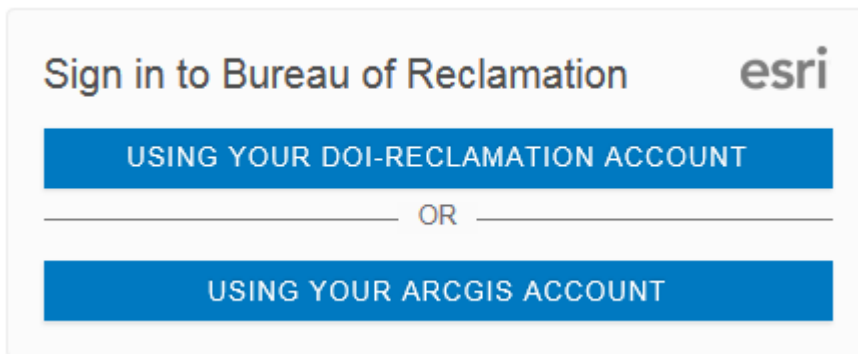 Sign in to Bureau of Reclamation esri
USING YOUR DOI-RECLAMATION ACCOUNT
OR
USING YOUR ARCGIS ACCOUNT